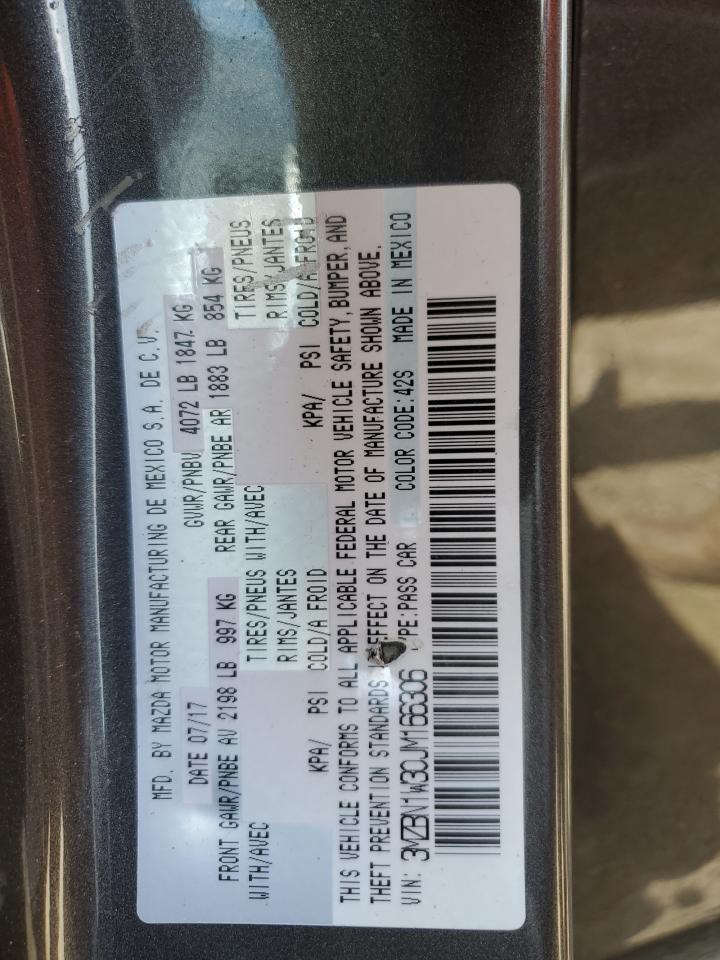 MFD. BY MAZDA MOTOR MANUFACTURING DE MEXICO S.A. DE C.V.
DATE 07/17 GVWR/PNBV 4072 LB 1847 KG
FRONT GAWR/PNBE AV 2198 LB 997 KG REAR GAWR/PNBE AR 1883 LB 854 KG
WITH/AVEC TIRES/PNEUS WITH/AVEC TIRES/PNEUS
RIMS/JANTES RIMS/JANTES
KPA/ PSI COLD/A FROID KPA/ PSI COLD/A FROID
THIS VEHICLE CONFORMS TO ALL APPLICABLE FEDERAL MOTOR VEHICLE SAFETY, BUMPER, AND
THEFT PREVENTION STANDARDS EFFECT ON THE DATE OF MANUFACTURE SHOWN ABOVE.
VIN: 3MZBN1W30JM166306 PE:PASS CAR COLOR CODE:42S MADE IN MEXICO